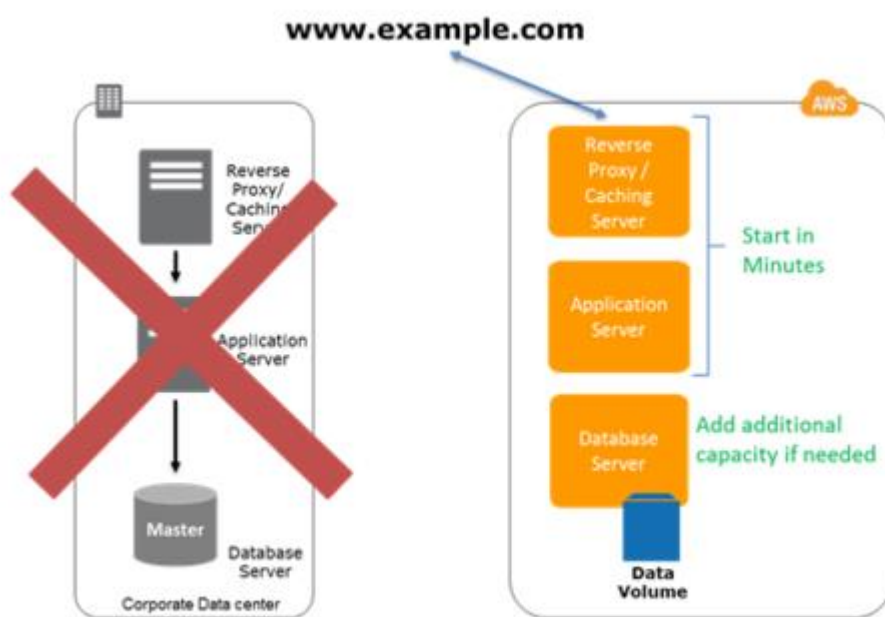 www.example.com
Reverse
Proxy/
Caching
Server
Application
Server
Master
Database
Server
Corporate Data center
AWS
Reverse
Proxy /
Caching
Server
Start in
Minutes
Application
Server
Database
Server
Add additional
capacity if needed
Data
Volume